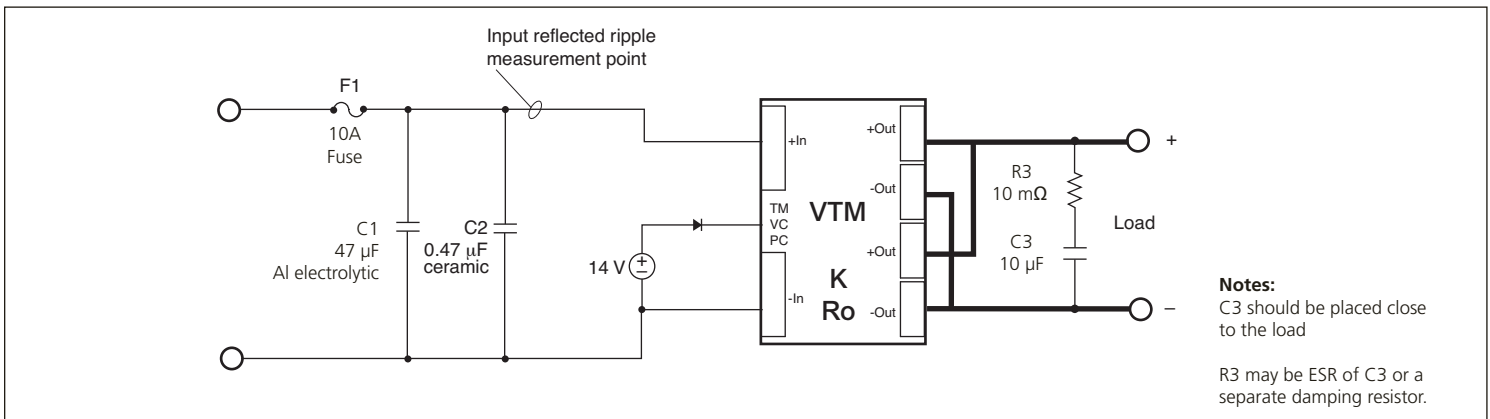 Input reflected ripple
measurement point
F1
10A
Fuse
C1
47 µF
Al electrolytic
C2
0.47 µF
ceramic
14 V
+In
TM
VC
PC
-In
VTM
K
Ro
+Out
-Out
+Out
-Out
R3
10 mΩ
C3
10 µF
Load
+
–
Notes:
C3 should be placed close
to the load
R3 may be ESR of C3 or a
separate damping resistor.